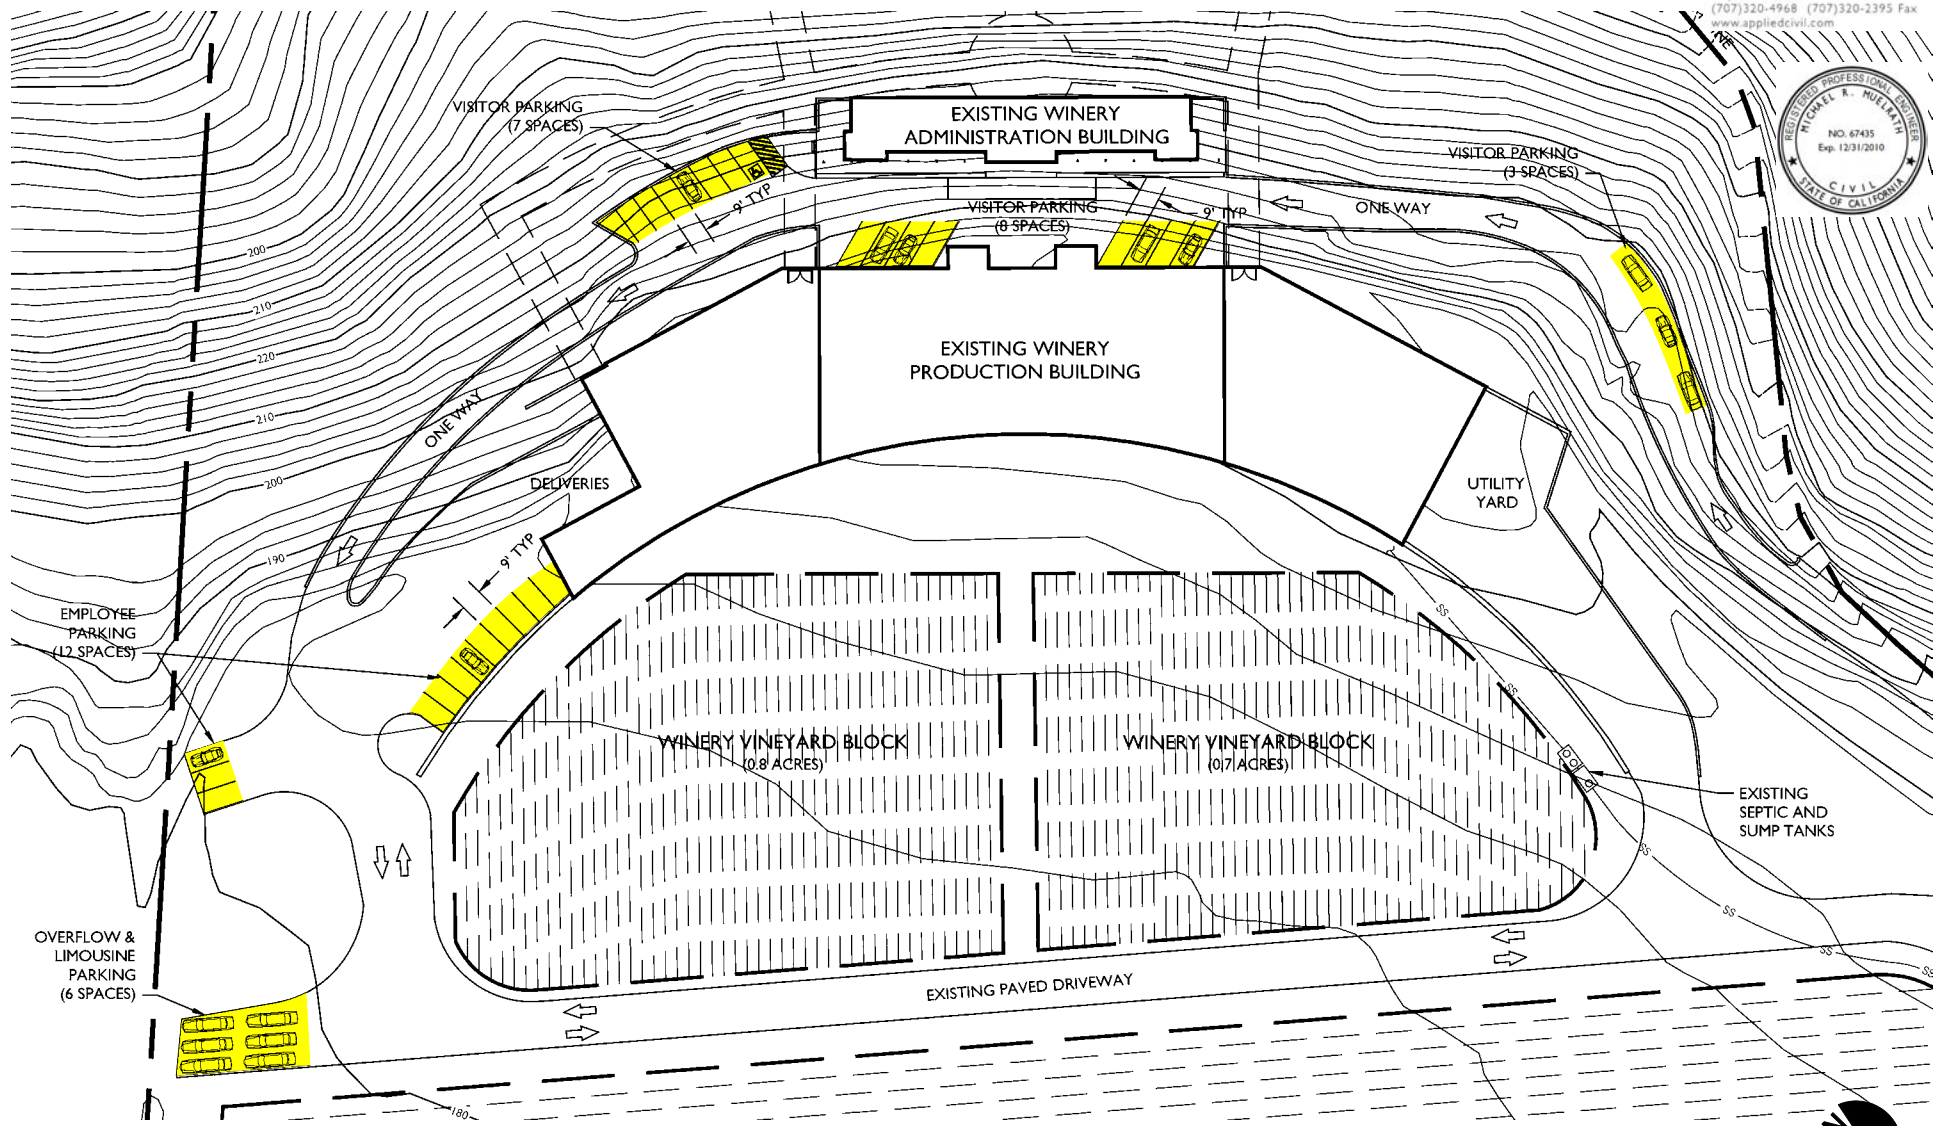 (707)320-4968 (707)320-2395 Fax
www.appliedcivil.com
NE
REGISTERED PROFESSIONAL ENGINEER
MICHAEL R. MUELRATH
NO. 67435
Exp. 12/31/2010
CIVIL
STATE OF CALIFORNIA
VISITOR PARKING
(7 SPACES)
EXISTING WINERY
ADMINISTRATION BUILDING
VISITOR PARKING
(3 SPACES)
9' TYP
VISITOR PARKING
(8 SPACES)
9' TYP
ONE WAY
200
210
220
210
200
190
EXISTING WINERY
PRODUCTION BUILDING
ONE WAY
DELIVERIES
UTILITY
YARD
9' TYP
EMPLOYEE
PARKING
(12 SPACES)
SS
SS
WINERY VINEYARD BLOCK
(0.8 ACRES)
WINERY VINEYARD BLOCK
(0.7 ACRES)
EXISTING
SEPTIC AND
SUMP TANKS
SS
SS
SS
SS
OVERFLOW &
LIMOUSINE
PARKING
(6 SPACES)
EXISTING PAVED DRIVEWAY
180